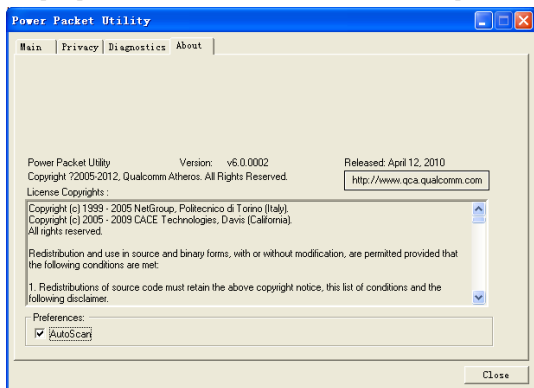 Power Packet Utility
Main Privacy Diagnostics About
Power Packet Utility Version: v6.0.0002 Released: April 12, 2010
Copyright ?2005-2012, Qualcomm Atheros. All Rights Reserved.
http://www.qca.qualcomm.com
License Copyrights :
Copyright (c) 1999 - 2005 NetGroup, Politecnico di Torino (Italy).
Copyright (c) 2005 - 2009 CACE Technologies, Davis (California).
All rights reserved.
Redistribution and use in source and binary forms, with or without modification, are permitted provided that
the following conditions are met:
1. Redistributions of source code must retain the above copyright notice, this list of conditions and the
following disclaimer.
Preferences:
AutoScan
Close